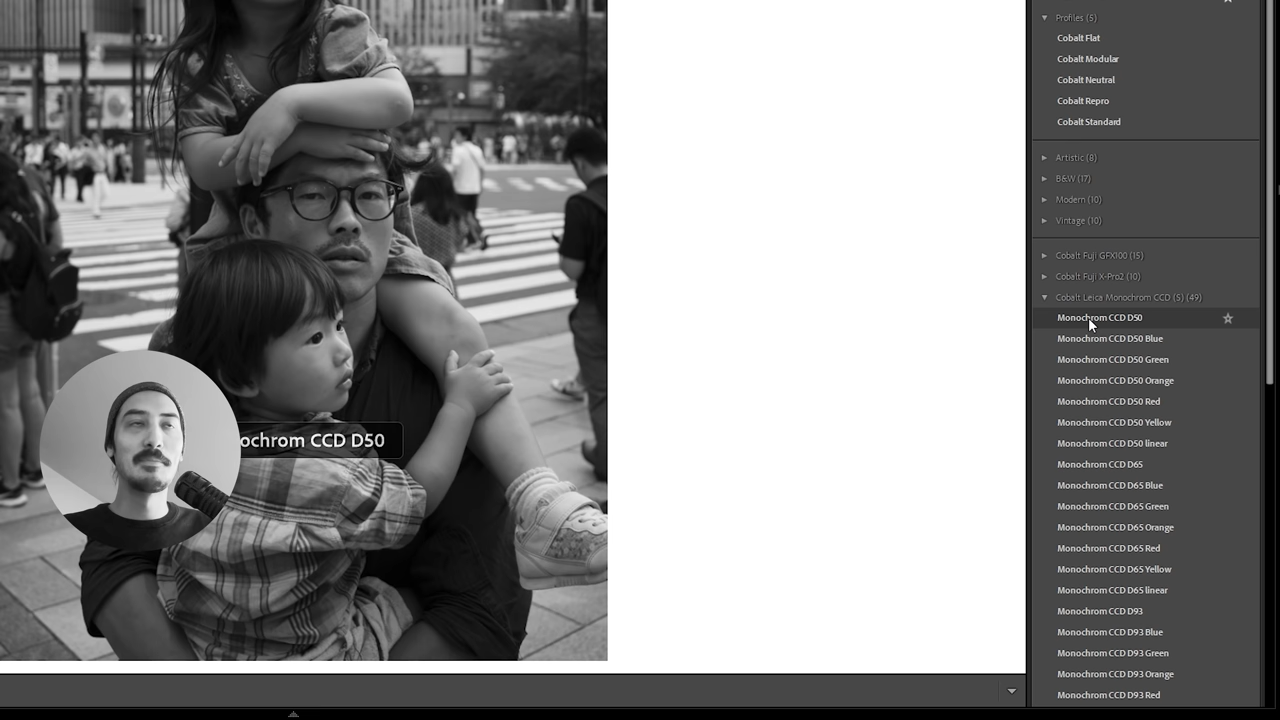 Profiles (5)
Cobalt Flat
Cobalt Modular
Cobalt Neutral
Cobalt Repro
Cobalt Standard
Artistic (8)
B&W (17)
Modern (10)
Vintage (10)
Cobalt Fuji GFX100 (15)
Cobalt Fuji X-Pro2 (10)
Cobalt Leica Monochrom CCD (S) (49)
Monochrom CCD D50
Monochrom CCD D50 Blue
Monochrom CCD D50 Green
Monochrom CCD D50 Orange
Monochrom CCD D50 Red
Monochrom CCD D50 Yellow
Monochrom CCD D50 linear
Monochrom CCD D65
Monochrom CCD D65 Blue
Monochrom CCD D65 Green
Monochrom CCD D65 Orange
Monochrom CCD D65 Red
Monochrom CCD D65 Yellow
Monochrom CCD D65 linear
Monochrom CCD D93
Monochrom CCD D93 Blue
Monochrom CCD D93 Green
Monochrom CCD D93 Orange
Monochrom CCD D93 Red
ochrom CCD D50